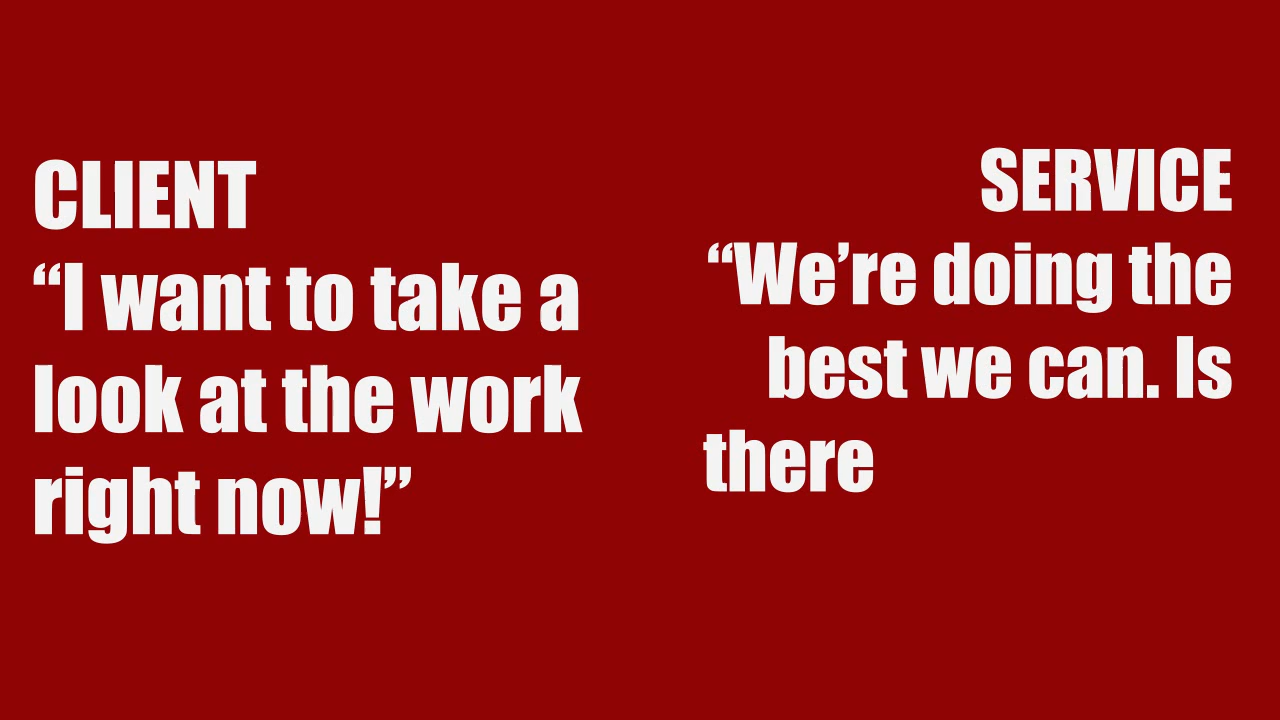 CLIENT
“I want to take a
look at the work
right now!”
SERVICE
“We’re doing the
best we can. Is
there